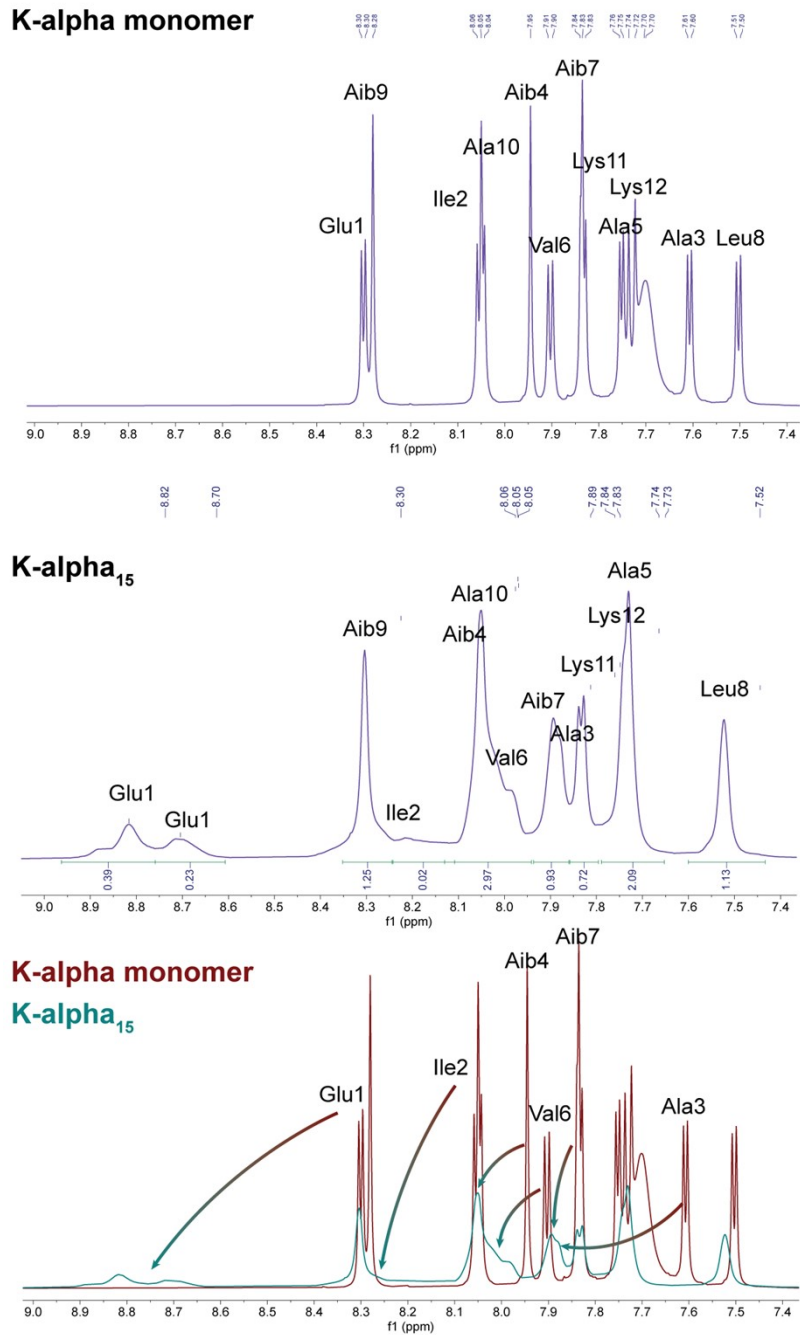 K-alpha monomer
8.30 8.30 8.28 8.06 8.05 8.04 7.95 7.91 7.90 7.84 7.83 7.83 7.76 7.75 7.74 7.72 7.70 7.70 7.61 7.60 7.51 7.50
Aib7
Aib9
Aib4
Ala10
Lys11
Lys12
Ile2
Glu1
Ala5
Val6
Ala3
Leu8
9.0 8.9 8.8 8.7 8.6 8.5 8.4 8.3 8.2 8.1 8.0 7.9 7.8 7.7 7.6 7.5 7.4
f1 (ppm)
8.82 8.70 8.30 8.06 8.05 8.05 7.89 7.84 7.83 7.74 7.73 7.52
K-alpha15
Ala5
Ala10
Lys12
Aib9
Aib4
Lys11
Leu8
Aib7
Ala3
Val6
Glu1
Ile2
Glu1
0.39 0.23 1.25 0.02 2.97 0.93 0.72 2.09 1.13
9.0 8.9 8.8 8.7 8.6 8.5 8.4 8.3 8.2 8.1 8.0 7.9 7.8 7.7 7.6 7.5 7.4
f1 (ppm)
Aib7
K-alpha monomer
Aib4
K-alpha15
Ile2
Glu1
Val6
Ala3
9.0 8.9 8.8 8.7 8.6 8.5 8.4 8.3 8.2 8.1 8.0 7.9 7.8 7.7 7.6 7.5 7.4
f1 (ppm)